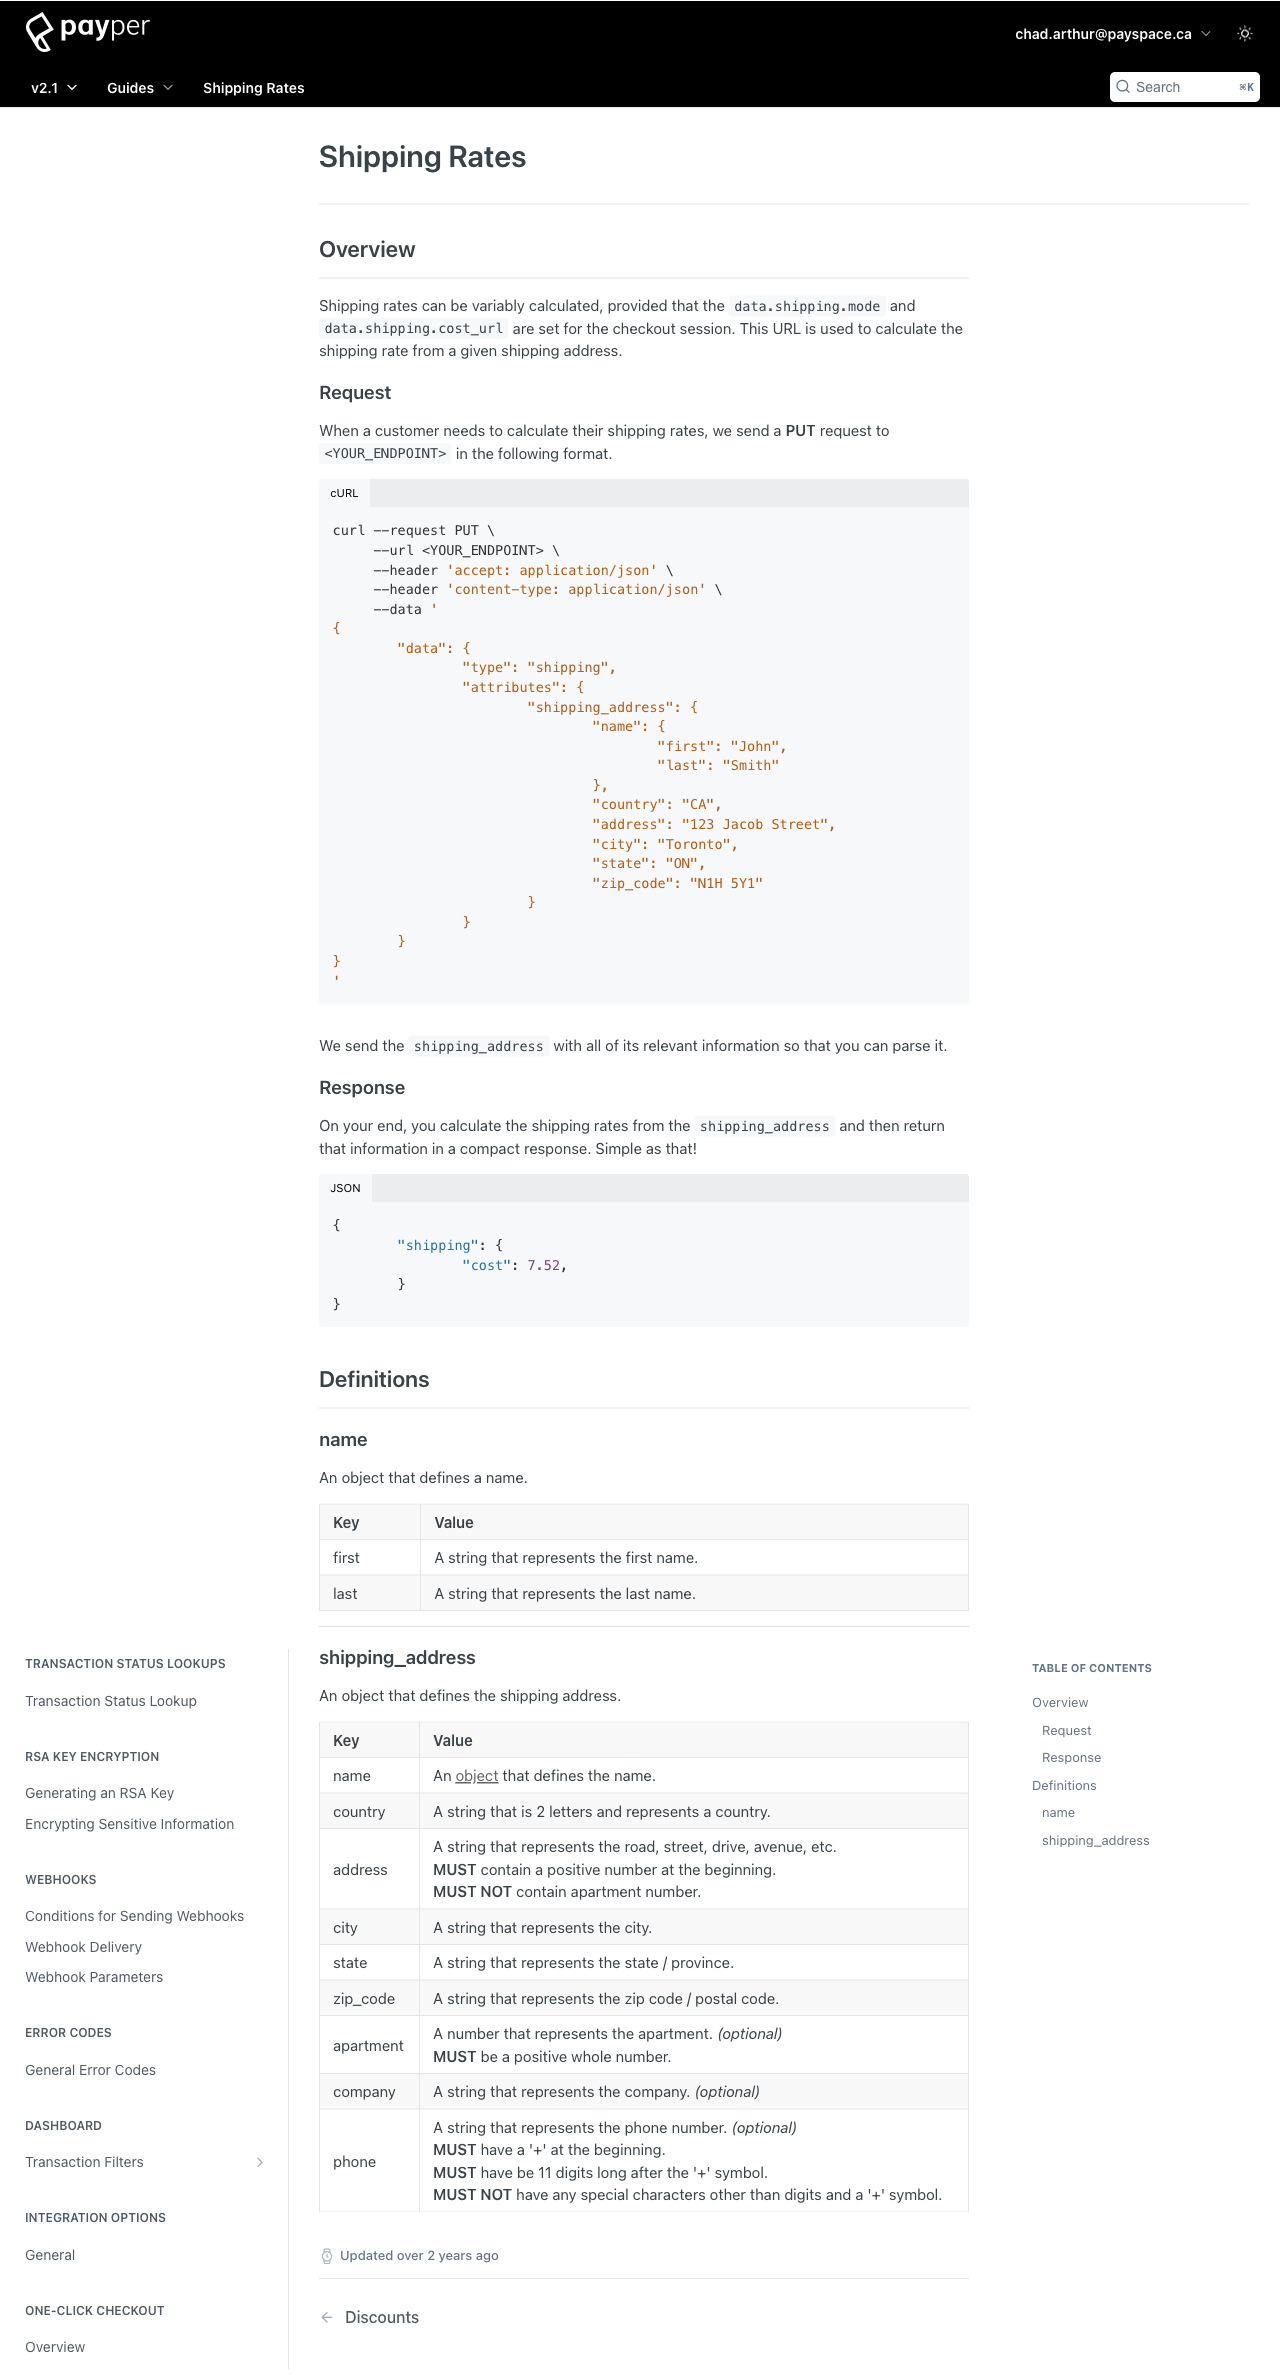 payper
chad.arthur@payspace.ca
v2.1 Guides Shipping Rates
Search ⌘K
Shipping Rates
Overview
Shipping rates can be variably calculated, provided that the data.shipping.mode and
data.shipping.cost_url are set for the checkout session. This URL is used to calculate the
shipping rate from a given shipping address.
Request
When a customer needs to calculate their shipping rates, we send a PUT request to
<YOUR_ENDPOINT> in the following format.
cURL
curl --request PUT \
     --url <YOUR_ENDPOINT> \
     --header 'accept: application/json' \
     --header 'content-type: application/json' \
     --data '
{
        "data": {
                "type": "shipping",
                "attributes": {
                        "shipping_address": {
                                "name": {
                                        "first": "John",
                                        "last": "Smith"
                                },
                                "country": "CA",
                                "address": "123 Jacob Street",
                                "city": "Toronto",
                                "state": "ON",
                                "zip_code": "N1H 5Y1"
                        }
                }
        }
}
'
We send the shipping_address with all of its relevant information so that you can parse it.
Response
On your end, you calculate the shipping rates from the shipping_address and then return
that information in a compact response. Simple as that!
JSON
{
        "shipping": {
                "cost": 7.52,
        }
}
Definitions
name
An object that defines a name.
Key Value
first A string that represents the first name.
last A string that represents the last name.
shipping_address
An object that defines the shipping address.
Key Value
name An object that defines the name.
country A string that is 2 letters and represents a country.
address A string that represents the road, street, drive, avenue, etc.
MUST contain a positive number at the beginning.
MUST NOT contain apartment number.
city A string that represents the city.
state A string that represents the state / province.
zip_code A string that represents the zip code / postal code.
apartment A number that represents the apartment. (optional)
MUST be a positive whole number.
company A string that represents the company. (optional)
phone A string that represents the phone number. (optional)
MUST have a '+' at the beginning.
MUST have be 11 digits long after the '+' symbol.
MUST NOT have any special characters other than digits and a '+' symbol.
Updated over 2 years ago
← Discounts
TRANSACTION STATUS LOOKUPS
Transaction Status Lookup
RSA KEY ENCRYPTION
Generating an RSA Key
Encrypting Sensitive Information
WEBHOOKS
Conditions for Sending Webhooks
Webhook Delivery
Webhook Parameters
ERROR CODES
General Error Codes
DASHBOARD
Transaction Filters
INTEGRATION OPTIONS
General
ONE-CLICK CHECKOUT
Overview
TABLE OF CONTENTS
Overview
Request
Response
Definitions
name
shipping_address